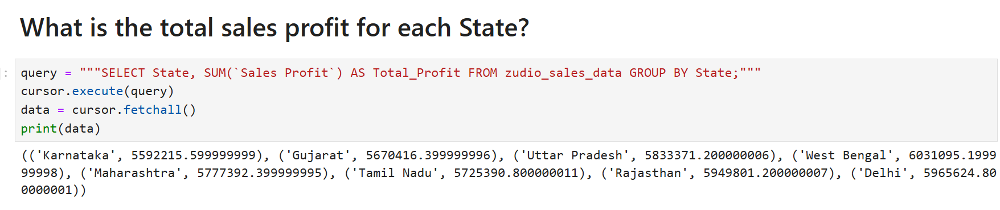 What is the total sales profit for each State?
: query = """SELECT State, SUM(`Sales Profit`) AS Total_Profit FROM zudio_sales_data GROUP BY State;"""
cursor.execute(query)
data = cursor.fetchall()
print(data)
(('Karnataka', 5592215.599999999), ('Gujarat', 5670416.399999996), ('Uttar Pradesh', 5833371.200000006), ('West Bengal', 6031095.1999
99998), ('Maharashtra', 5777392.399999995), ('Tamil Nadu', 5725390.800000011), ('Rajasthan', 5949801.200000007), ('Delhi', 5965624.80
0000001))